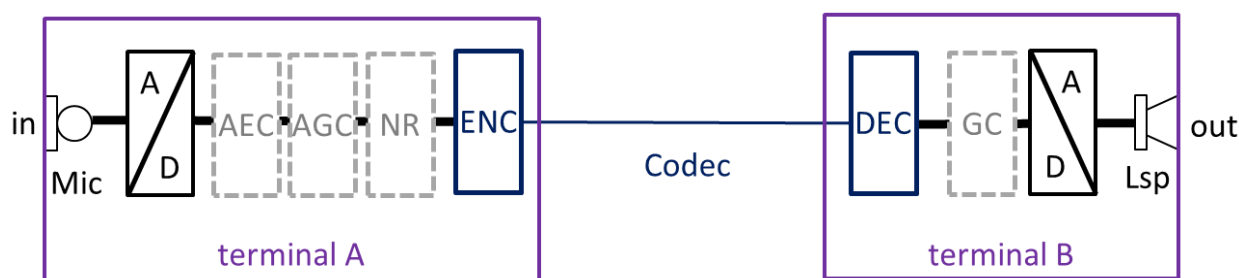 in
Mic
A
D
AEC
AGC
NR
ENC
terminal A
Codec
DEC
GC
A
D
Lsp
out
terminal B